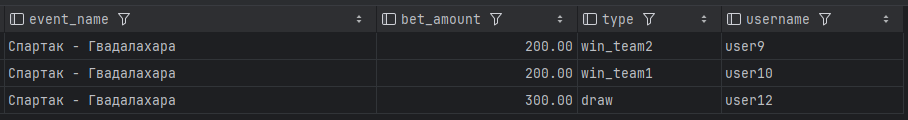 event_name bet_amount type username
Спартак - Гвадалахара 200.00 win_team2 user9
Спартак - Гвадалахара 200.00 win_team1 user10
Спартак - Гвадалахара 300.00 draw user12